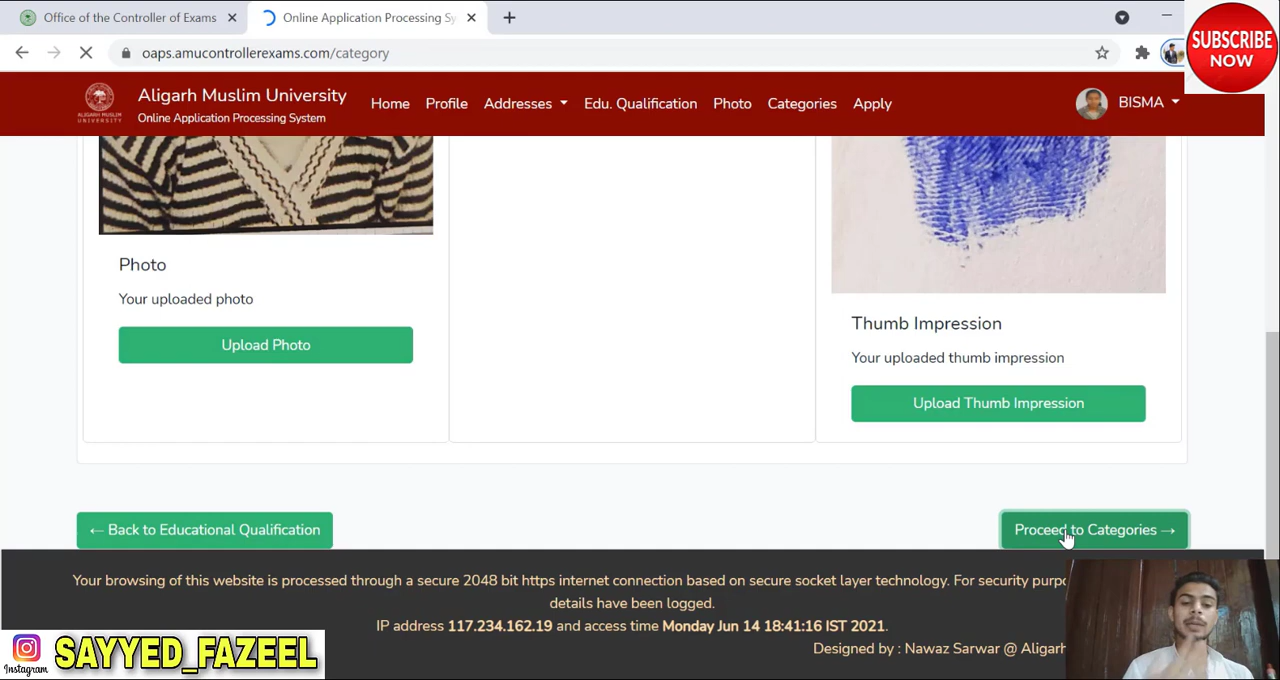 Office of the Controller of Exams
Online Application Processing Sy
oaps.amucontrollerexams.com/category
SUBSCRIBE
NOW
Aligarh Muslim University
Online Application Processing System
Home Profile Addresses Edu. Qualification Photo Categories Apply
BISMA
ALIGARH MUSLIM
UNIVERSITY
Photo
Your uploaded photo
Upload Photo
Thumb Impression
Your uploaded thumb impression
Upload Thumb Impression
← Back to Educational Qualification
Proceed to Categories →
Your browsing of this website is processed through a secure 2048 bit https internet connection based on secure socket layer technology. For security purpo
details have been logged.
IP address 117.234.162.19 and access time Monday Jun 14 18:41:16 IST 2021.
Designed by : Nawaz Sarwar @ Aligarh
Instagram
SAYYED_FAZEEL